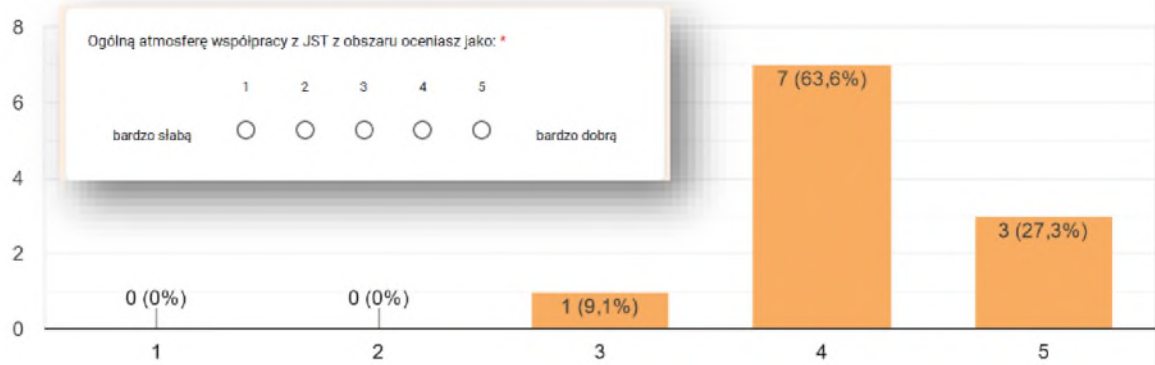 Ogólną atmosferę współpracy z JST z obszaru oceniasz jako: *
1 2 3 4 5
bardzo słabą bardzo dobrą
8
6
4
2
0
0 (0%) 0 (0%) 1 (9,1%) 7 (63,6%) 3 (27,3%)
1 2 3 4 5